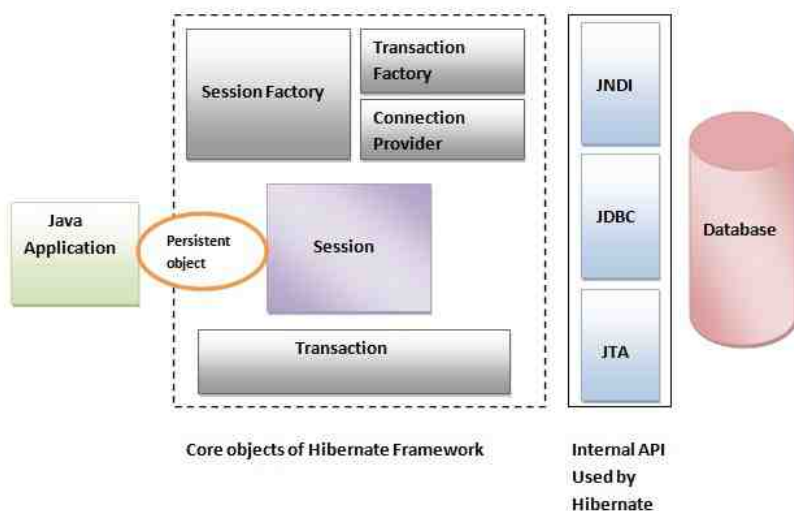 Session Factory
Transaction
Factory
Connection
Provider
JNDI
Java
Application
Persistent
object
Session
JDBC
Database
Transaction
JTA
Core objects of Hibernate Framework
Internal API
Used by
Hibernate